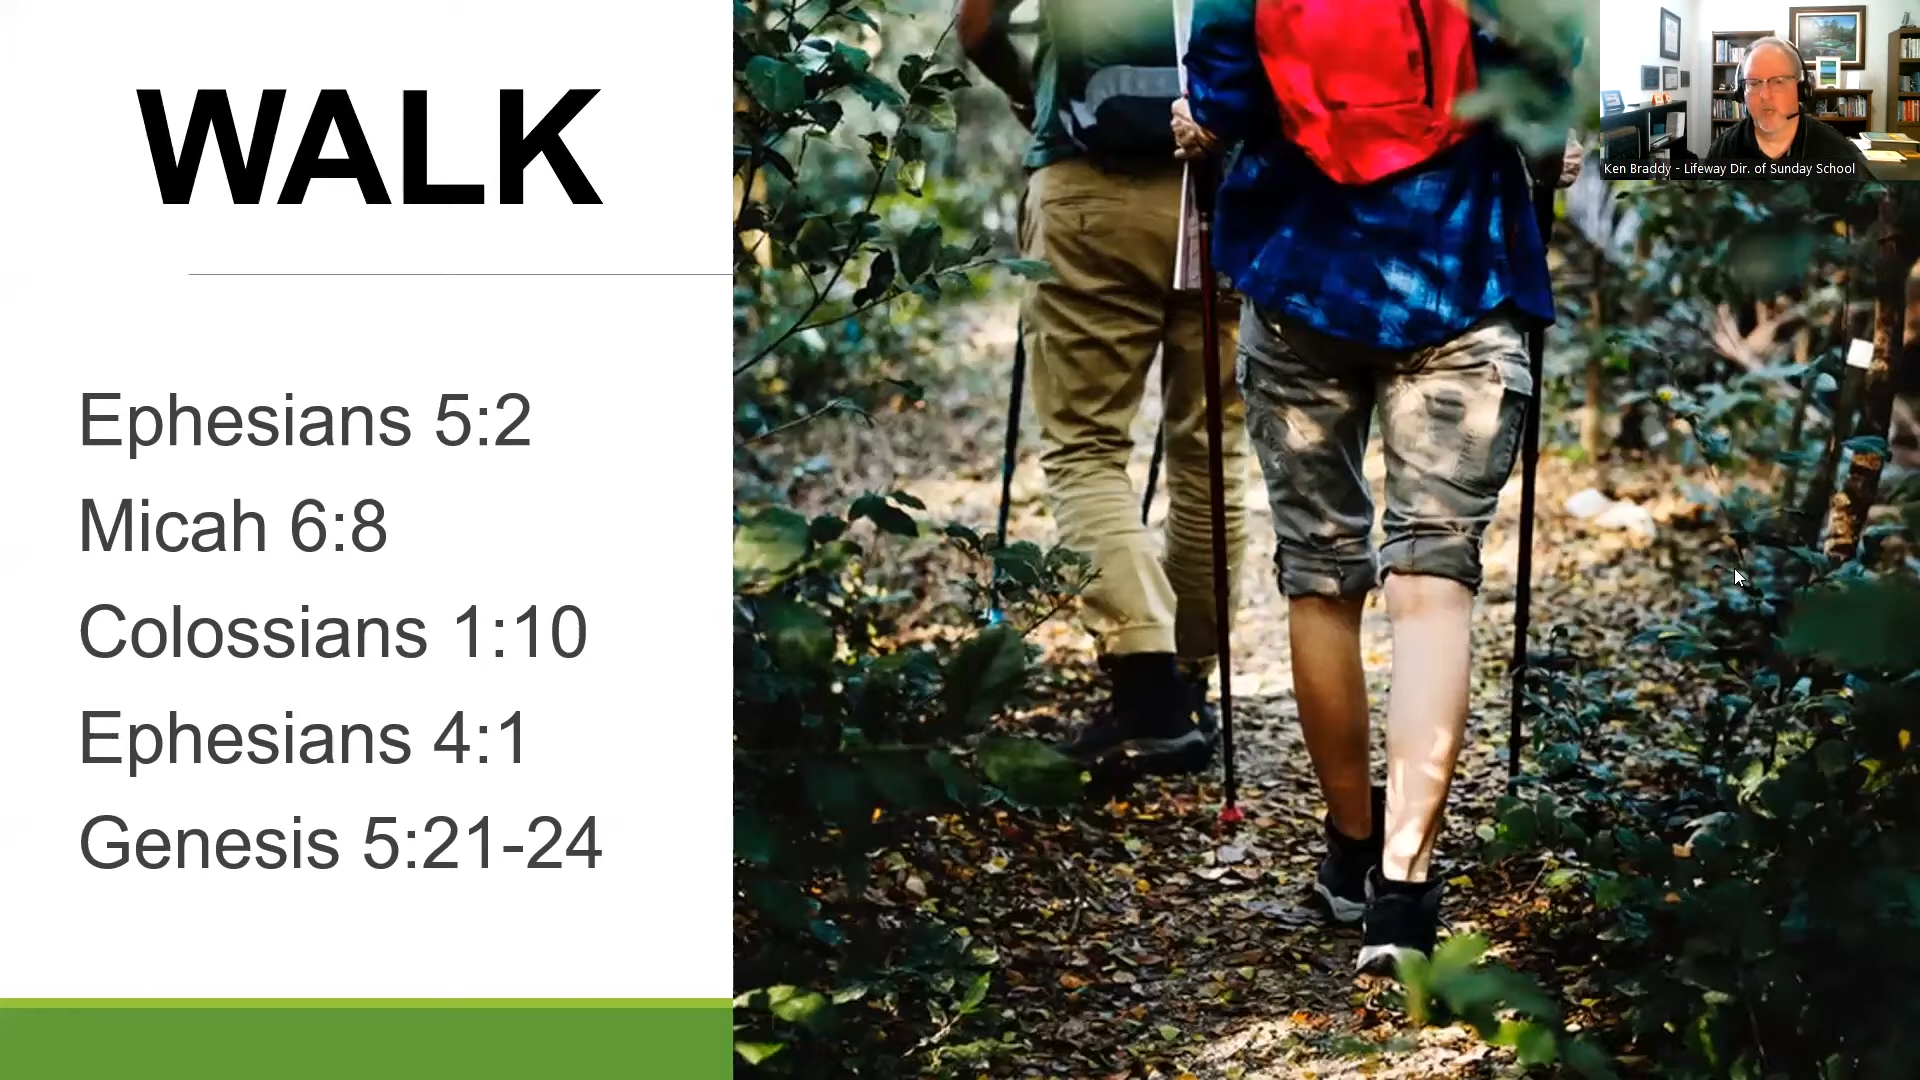 WALK
Ephesians 5:2
Micah 6:8
Colossians 1:10
Ephesians 4:1
Genesis 5:21-24
Ken Braddy - Lifeway Dir. of Sunday School